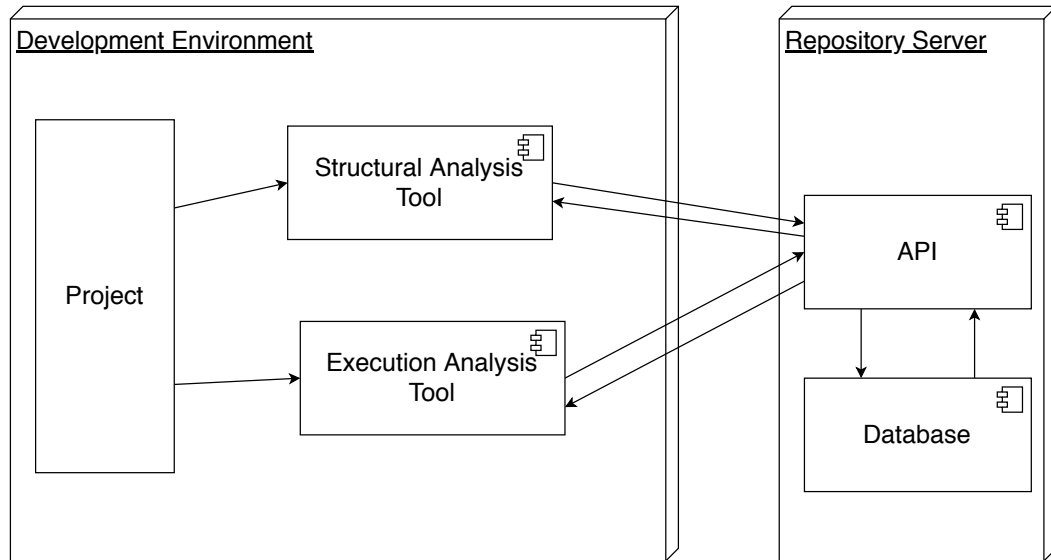 Development Environment
Repository Server
Structural Analysis
Tool
API
Project
Execution Analysis
Tool
Database